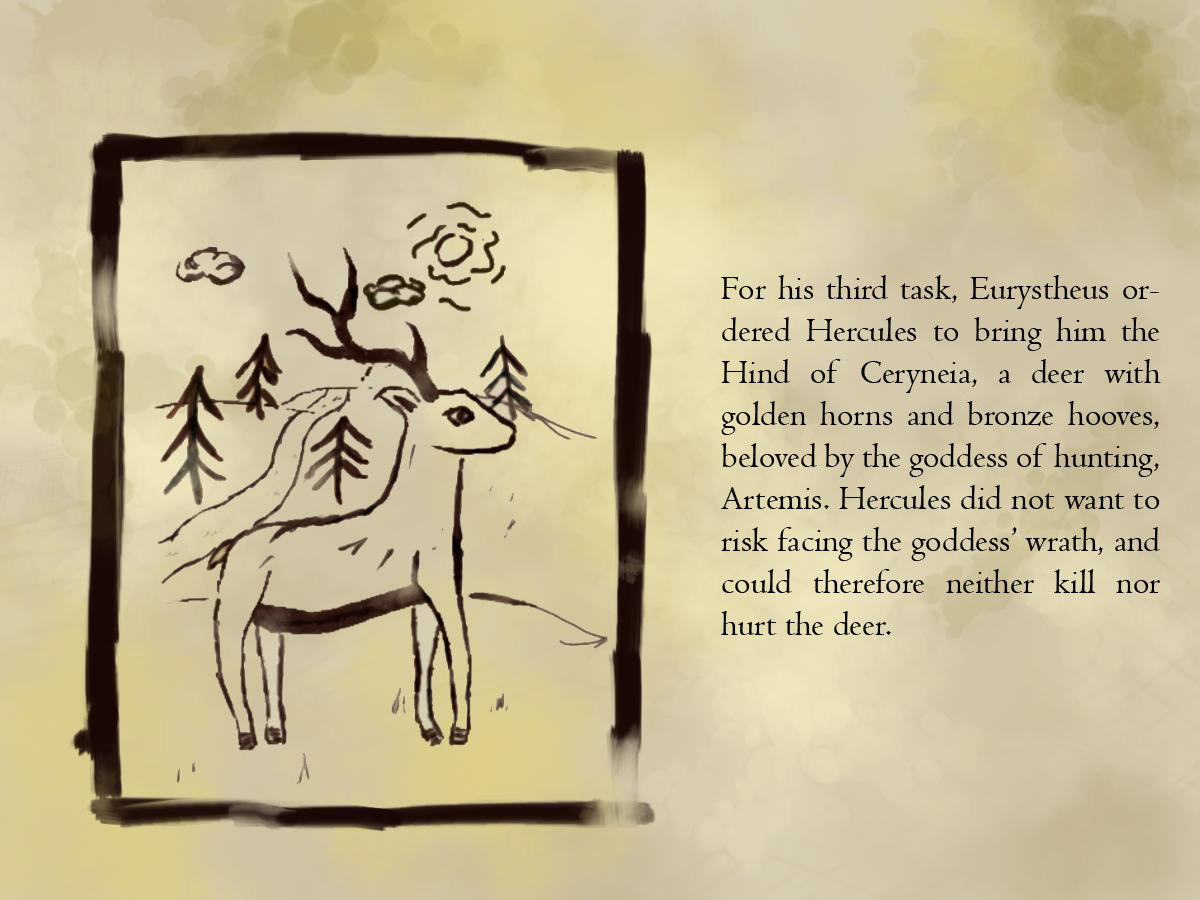 For his third task, Eurystheus or-
dered Hercules to bring him the
Hind of Ceryneia, a deer with
golden horns and bronze hooves,
beloved by the goddess of hunting,
Artemis. Hercules did not want to
risk facing the goddess’ wrath, and
could therefore neither kill nor
hurt the deer.